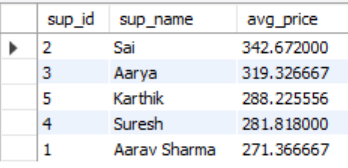 sup_id sup_name avg_price
2 Sai 342.672000
3 Aarya 319.326667
5 Karthik 288.225556
4 Suresh 281.818000
1 Aarav Sharma 271.366667